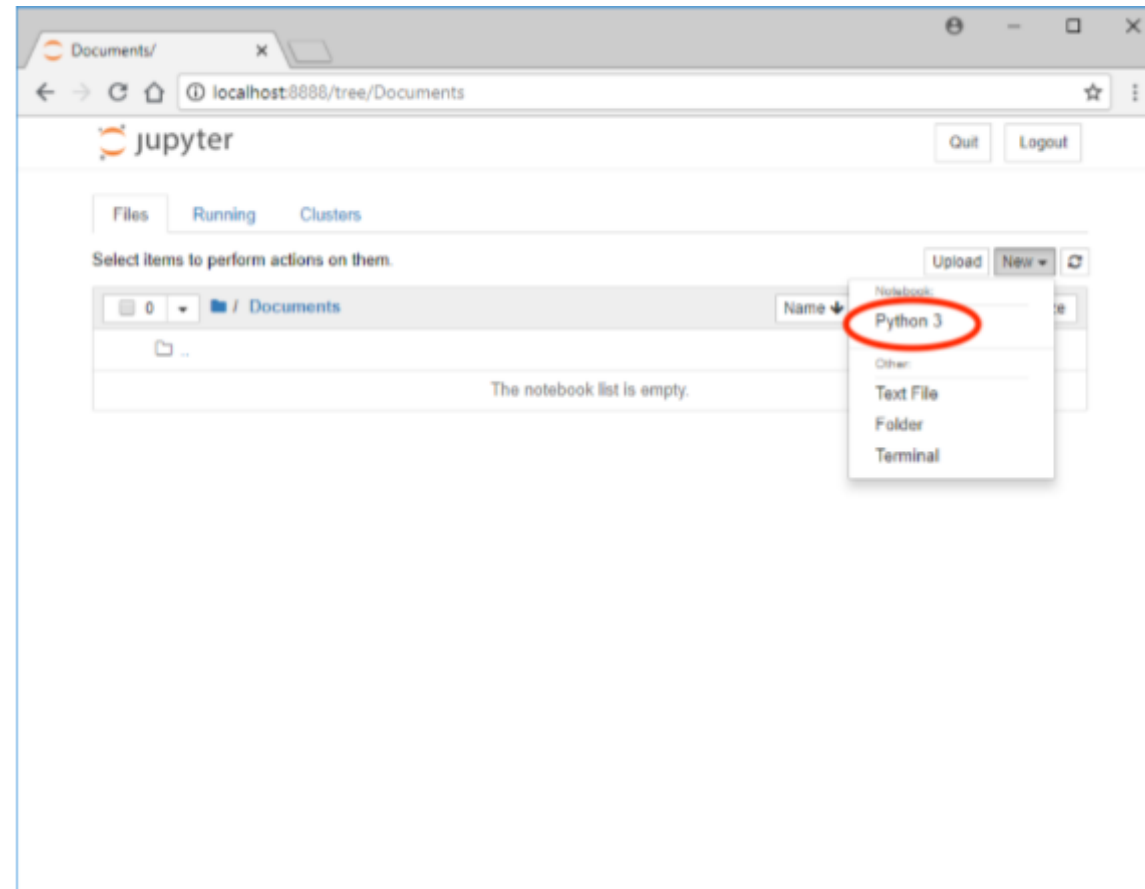 Documents/
localhost:8888/tree/Documents
jupyter
Quit Logout
Files Running Clusters
Select items to perform actions on them.
Upload New
0 / Documents Name
Notebook:
Python 3
..
Other:
The notebook list is empty.
Text File
Folder
Terminal